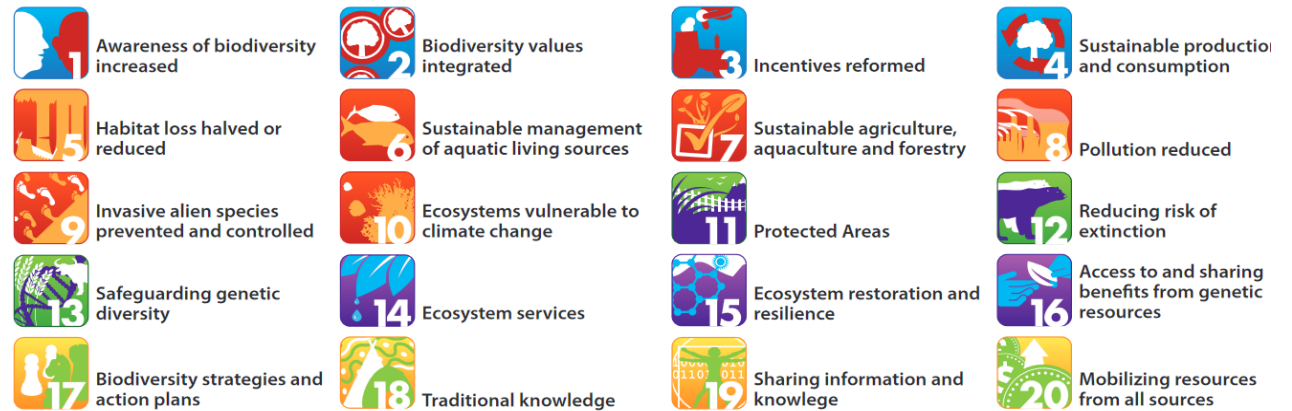 1 Awareness of biodiversity
increased
2 Biodiversity values
integrated
3 Incentives reformed
4 Sustainable productio
and consumption
5 Habitat loss halved or
reduced
6 Sustainable management
of aquatic living sources
7 Sustainable agriculture,
aquaculture and forestry
8 Pollution reduced
9 Invasive alien species
prevented and controlled
10 Ecosystems vulnerable to
climate change
11 Protected Areas
12 Reducing risk of
extinction
13 Safeguarding genetic
diversity
14 Ecosystem services
15 Ecosystem restoration and
resilience
16 Access to and sharing
benefits from genetic
resources
17 Biodiversity strategies and
action plans
18 Traditional knowledge
19 Sharing information and
knowlege
20 Mobilizing resources
from all sources